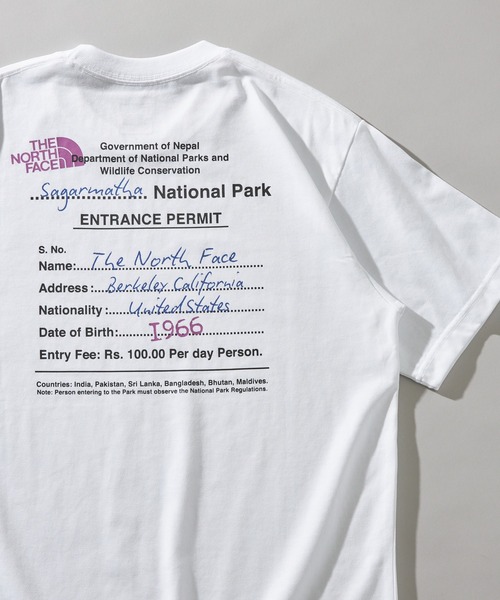 THE
NORTH
FACE
Government of Nepal
Department of National Parks and
Wildlife Conservation
Sagarmatha National Park
ENTRANCE PERMIT
S. No.
Name: The North Face
Address: Berkeley California
Nationality: United States
Date of Birth: 1966
Entry Fee: Rs. 100.00 Per day Person.
Countries: India, Pakistan, Sri Lanka, Bangladesh, Bhutan, Maldives.
Note: Person entering to the Park must observe the National Park Regulations.